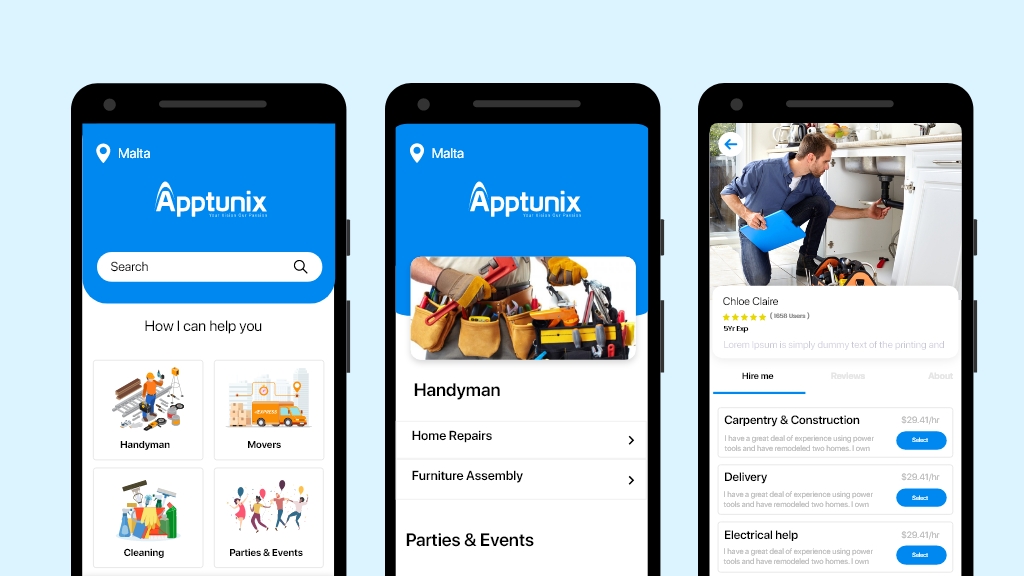 Malta
Apptunix
Your Vision Our Passion
Search
How I can help you
Handyman
Movers
Cleaning
Parties & Events
Malta
Apptunix
Your Vision Our Passion
Handyman
Home Repairs
Furniture Assembly
Parties & Events
Chloe Claire
( 1658 Users )
5Yr Exp
Lorem Ipsum is simply dummy text of the printing and
Hire me
Reviews
About
Carpentry & Construction
$29.41/hr
I have a great deal of experience using power
tools and have remodeled two homes. I own
Select
Delivery
$29.41/hr
I have a great deal of experience using power
tools and have remodeled two homes. I own
Select
Electrical help
$29.41/hr
I have a great deal of experience using power
tools and have remodeled two homes. I own
Select